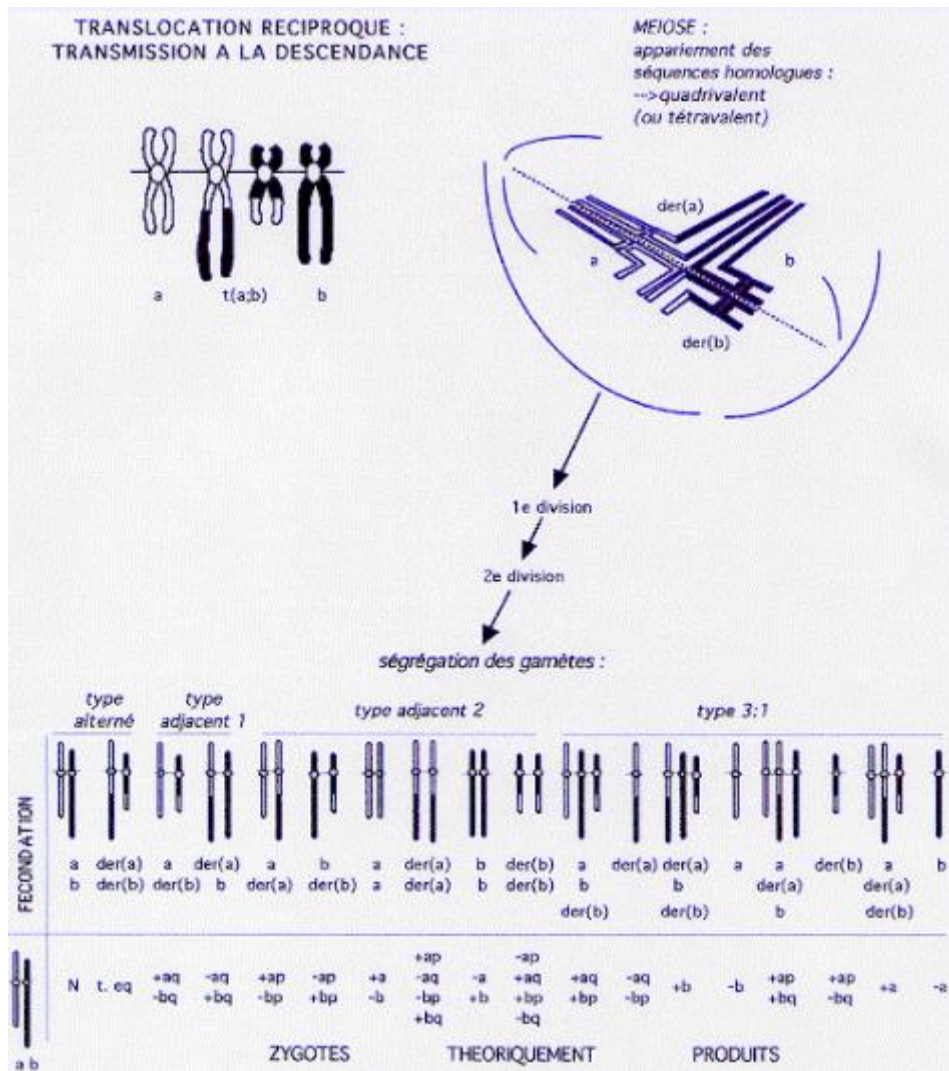 TRANSLOCATION RECIPROQUE :
TRANSMISSION A LA DESCENDANCE
MEIOSE :
appariement des
séquences homologues :
--->quadrivalent
(ou tétravalent)
a t(a;b) b
der(a)
a b
der(b)
1e division
2e division
ségrégation des gamètes :
type alterné
type adjacent 1
type adjacent 2
type 3:1
FECONDATION
a der(a) a der(a) a b a der(a) b der(b) a der(a) der(a) a a der(b) a b
b der(b) der(b) b der(a) der(b) a der(a) b der(b) b b der(a) der(a)
der(b) der(b) b der(b)
+ap -ap
N t. eq +aq -aq +ap -ap +a -aq -a +aq +aq -aq +b -b +ap +ap +a -a
-bq +bq -bp +bp -b -bp +b +bp +bp -bp +bq -bq
+bq -bq
a b
ZYGOTES THEORIQUEMENT PRODUITS